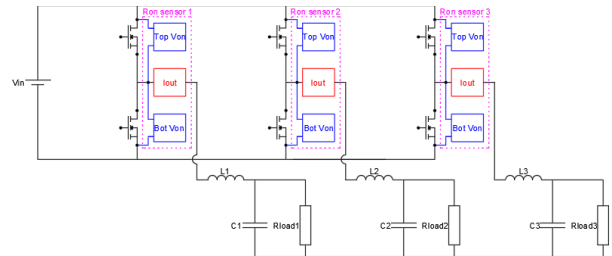 Ron sensor 1
Ron sensor 2
Ron sensor 3
Top Von
Top Von
Top Von
Vin
Iout
Iout
Iout
Bot Von
Bot Von
Bot Von
L1
L2
L3
C1
Rload1
C2
Rload2
C3
Rload3